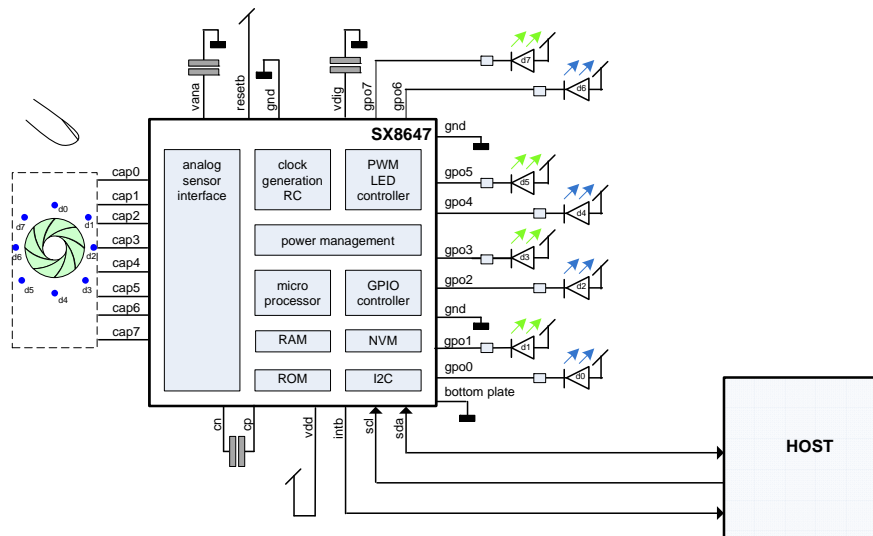 vana
resetb
gnd
vdig
gpo7
gpo6
d7
d6
SX8647
gnd
analog
sensor
interface
clock
generation
RC
PWM
LED
controller
power management
micro
processor
GPIO
controller
RAM
NVM
ROM
I2C
cap0
cap1
cap2
cap3
cap4
cap5
cap6
cap7
d0
d1
d2
d3
d4
d5
d6
d7
gpo5
d5
gpo4
d4
gpo3
d3
gpo2
d2
gnd
gpo1
d1
gpo0
d0
bottom plate
cn
cp
vdd
intb
scl
sda
HOST